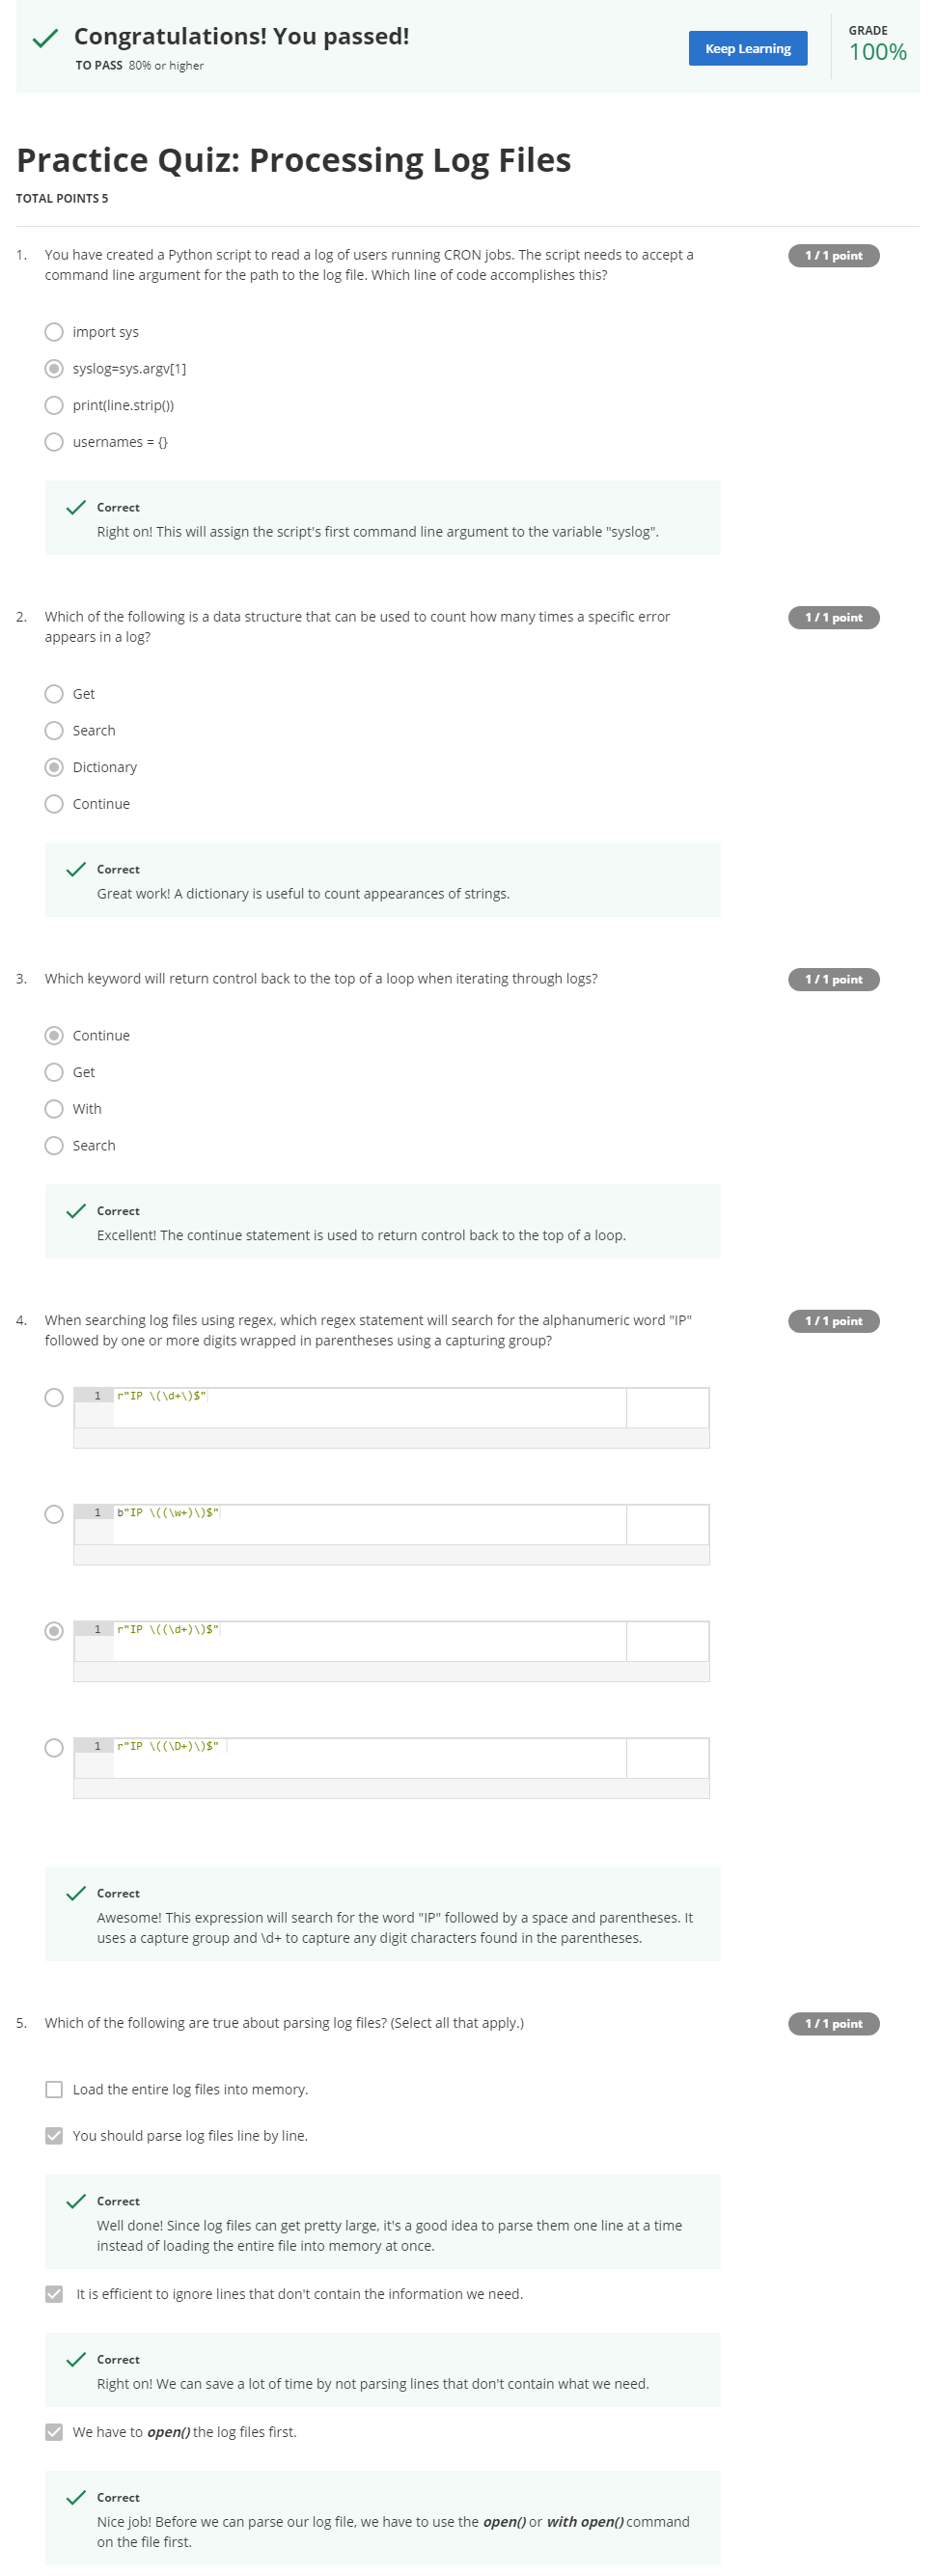 Congratulations! You passed!
TO PASS 80% or higher
Keep Learning
GRADE
100%
Practice Quiz: Processing Log Files
TOTAL POINTS 5
1. You have created a Python script to read a log of users running CRON jobs. The script needs to accept a
command line argument for the path to the log file. Which line of code accomplishes this?
1 / 1 point
import sys
syslog=sys.argv[1]
print(line.strip())
usernames = {}
Correct
Right on! This will assign the script's first command line argument to the variable "syslog".
2. Which of the following is a data structure that can be used to count how many times a specific error
appears in a log?
1 / 1 point
Get
Search
Dictionary
Continue
Correct
Great work! A dictionary is useful to count appearances of strings.
3. Which keyword will return control back to the top of a loop when iterating through logs?
1 / 1 point
Continue
Get
With
Search
Correct
Excellent! The continue statement is used to return control back to the top of a loop.
4. When searching log files using regex, which regex statement will search for the alphanumeric word "IP"
followed by one or more digits wrapped in parentheses using a capturing group?
1 / 1 point
1 r"IP \(\d+\)$"
1 b"IP \((\w+)\)$"
1 r"IP \((\d+)\)$"
1 r"IP \((\D+)\)$"
Correct
Awesome! This expression will search for the word "IP" followed by a space and parentheses. It
uses a capture group and \d+ to capture any digit characters found in the parentheses.
5. Which of the following are true about parsing log files? (Select all that apply.)
1 / 1 point
Load the entire log files into memory.
You should parse log files line by line.
Correct
Well done! Since log files can get pretty large, it's a good idea to parse them one line at a time
instead of loading the entire file into memory at once.
It is efficient to ignore lines that don't contain the information we need.
Correct
Right on! We can save a lot of time by not parsing lines that don't contain what we need.
We have to open() the log files first.
Correct
Nice job! Before we can parse our log file, we have to use the open() or with open() command
on the file first.